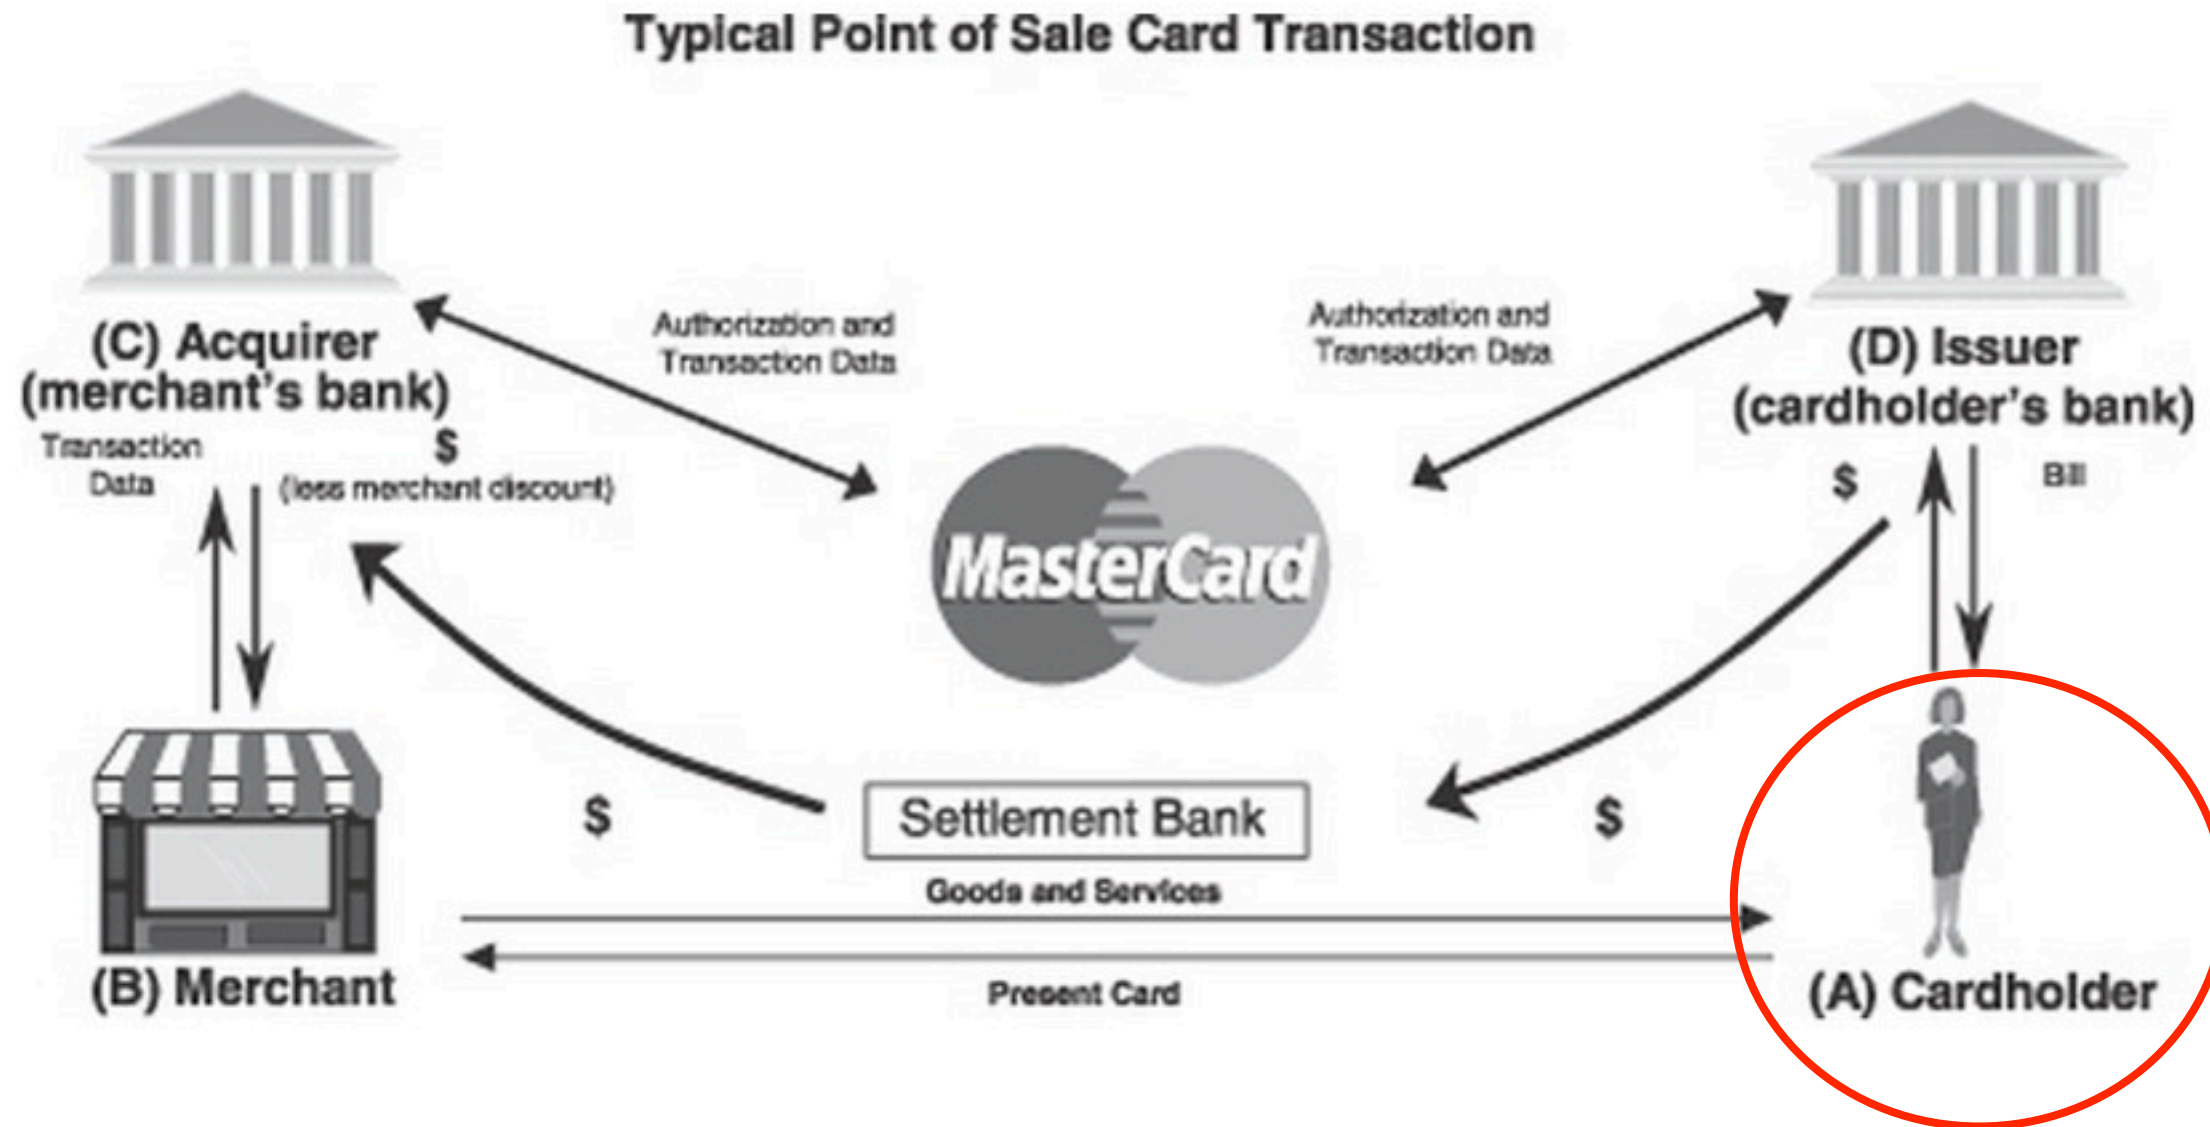 Typical Point of Sale Card Transaction
(C) Acquirer
(merchant's bank)
Transaction
Data
$
(less merchant discount)
Authorization and
Transaction Data
Authorization and
Transaction Data
(D) Issuer
(cardholder's bank)
$
Bill
MasterCard
$
Settlement Bank
$
Goods and Services
Present Card
(B) Merchant
(A) Cardholder